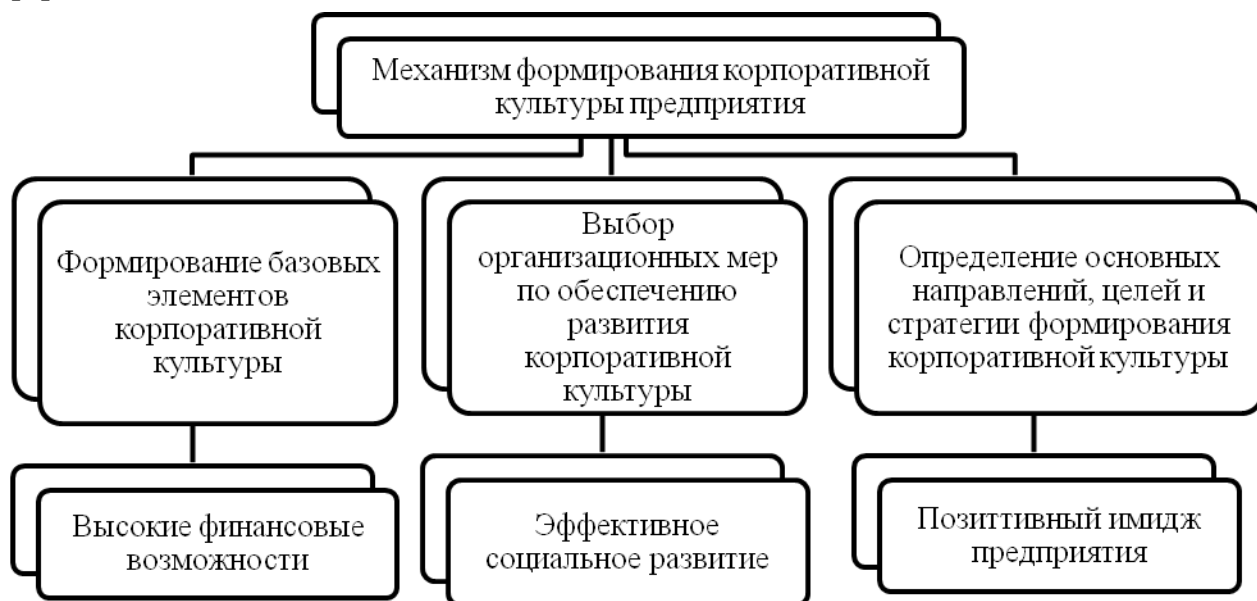 Механизм формирования корпоративной
культуры предприятия
Формирование базовых
элементов
корпоративной
культуры
Выбор
организационных мер
по обеспечению
развития
корпоративной
культуры
Определение основных
направлений, целей и
стратегии формирования
корпоративной культуры
Высокие финансовые
возможности
Эффективное
социальное развитие
Позиттивный имидж
предприятия